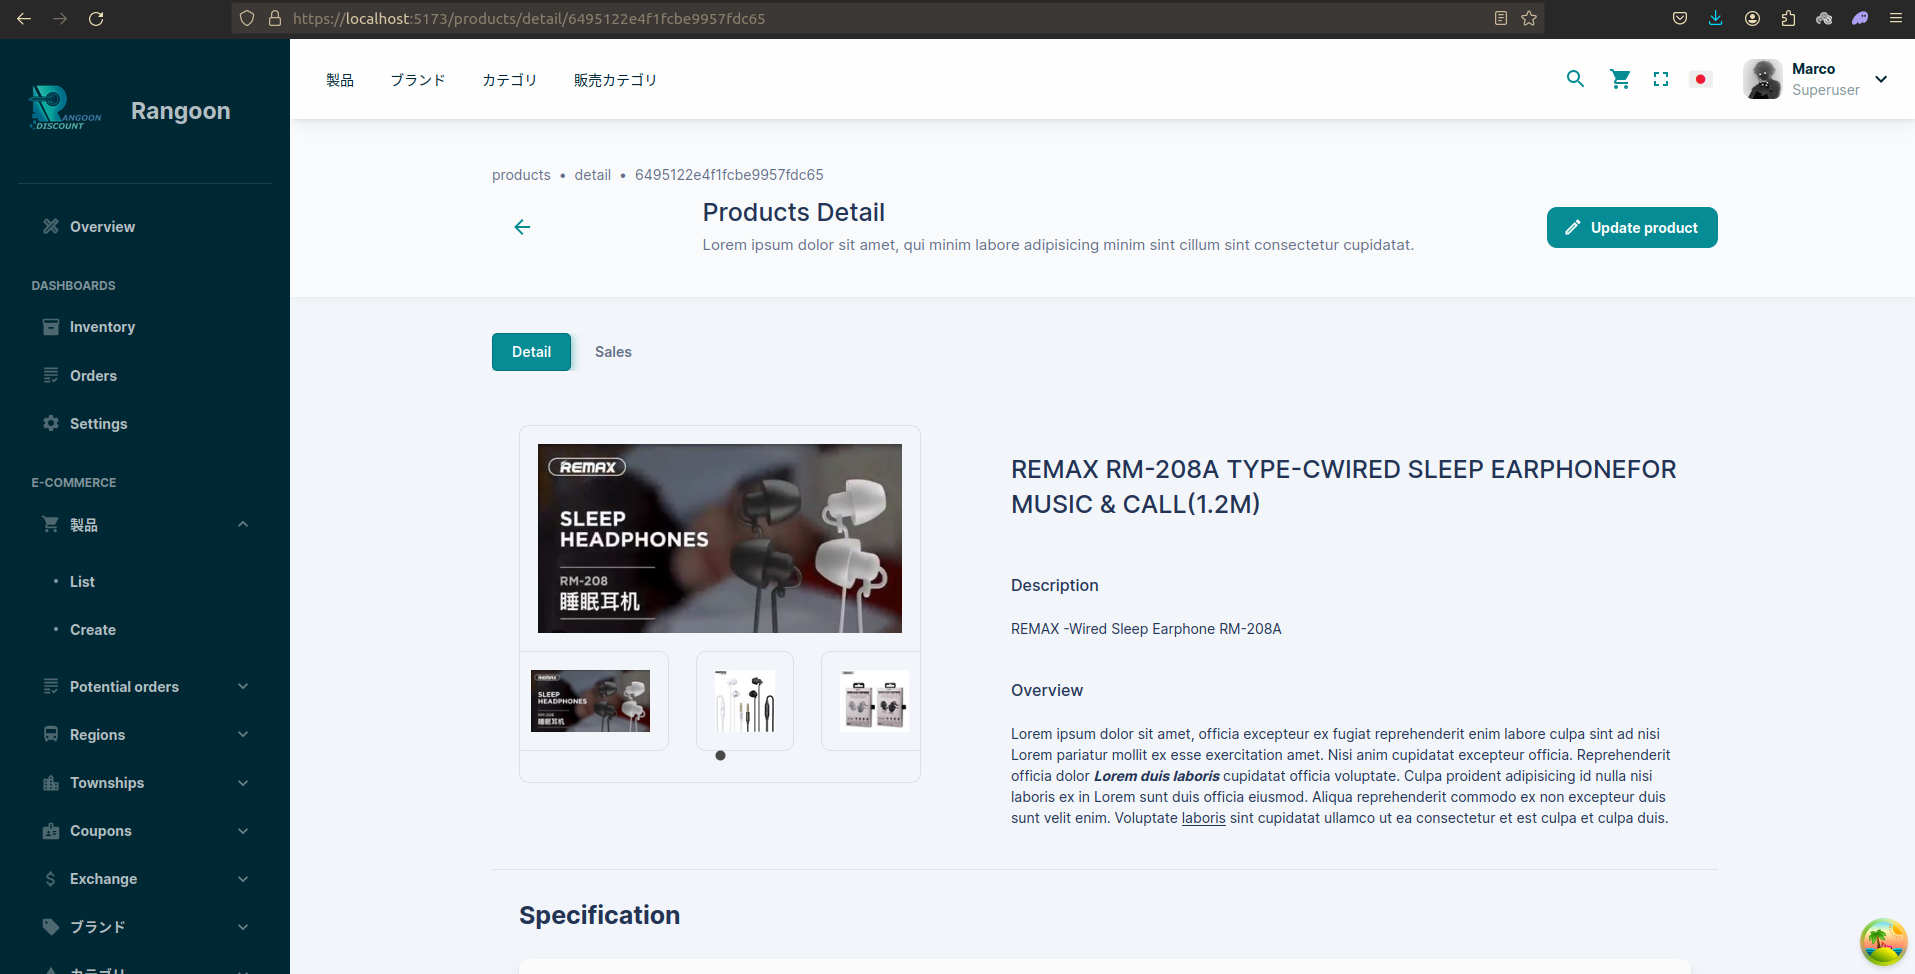 https://localhost:5173/products/detail/6495122e4f1fcbe9957fdc65
RANGOON
DISCOUNT
Rangoon
Overview
DASHBOARDS
Inventory
Orders
Settings
E-COMMERCE
製品
List
Create
Potential orders
Regions
Townships
Coupons
Exchange
ブランド
カテゴリ
製品 ブランド カテゴリ 販売カテゴリ
Marco
Superuser
products • detail • 6495122e4f1fcbe9957fdc65
Products Detail
Lorem ipsum dolor sit amet, qui minim labore adipisicing minim sint cillum sint consectetur cupidatat.
Update product
Detail Sales
REMAX
SLEEP
HEADPHONES
RM-208
睡眠耳机
REMAX
SLEEP
HEADPHONES
RM-208
睡眠耳机
REMAX RM-208A TYPE-CWIRED SLEEP EARPHONEFOR
MUSIC & CALL(1.2M)
Description
REMAX -Wired Sleep Earphone RM-208A
Overview
Lorem ipsum dolor sit amet, officia excepteur ex fugiat reprehenderit enim labore culpa sint ad nisi
Lorem pariatur mollit ex esse exercitation amet. Nisi anim cupidatat excepteur officia. Reprehenderit
officia dolor Lorem duis laboris cupidatat officia voluptate. Culpa proident adipisicing id nulla nisi
laboris ex in Lorem sunt duis officia eiusmod. Aliqua reprehenderit commodo ex non excepteur duis
sunt velit enim. Voluptate laboris sint cupidatat ullamco ut ea consectetur et est culpa et culpa duis.
Specification